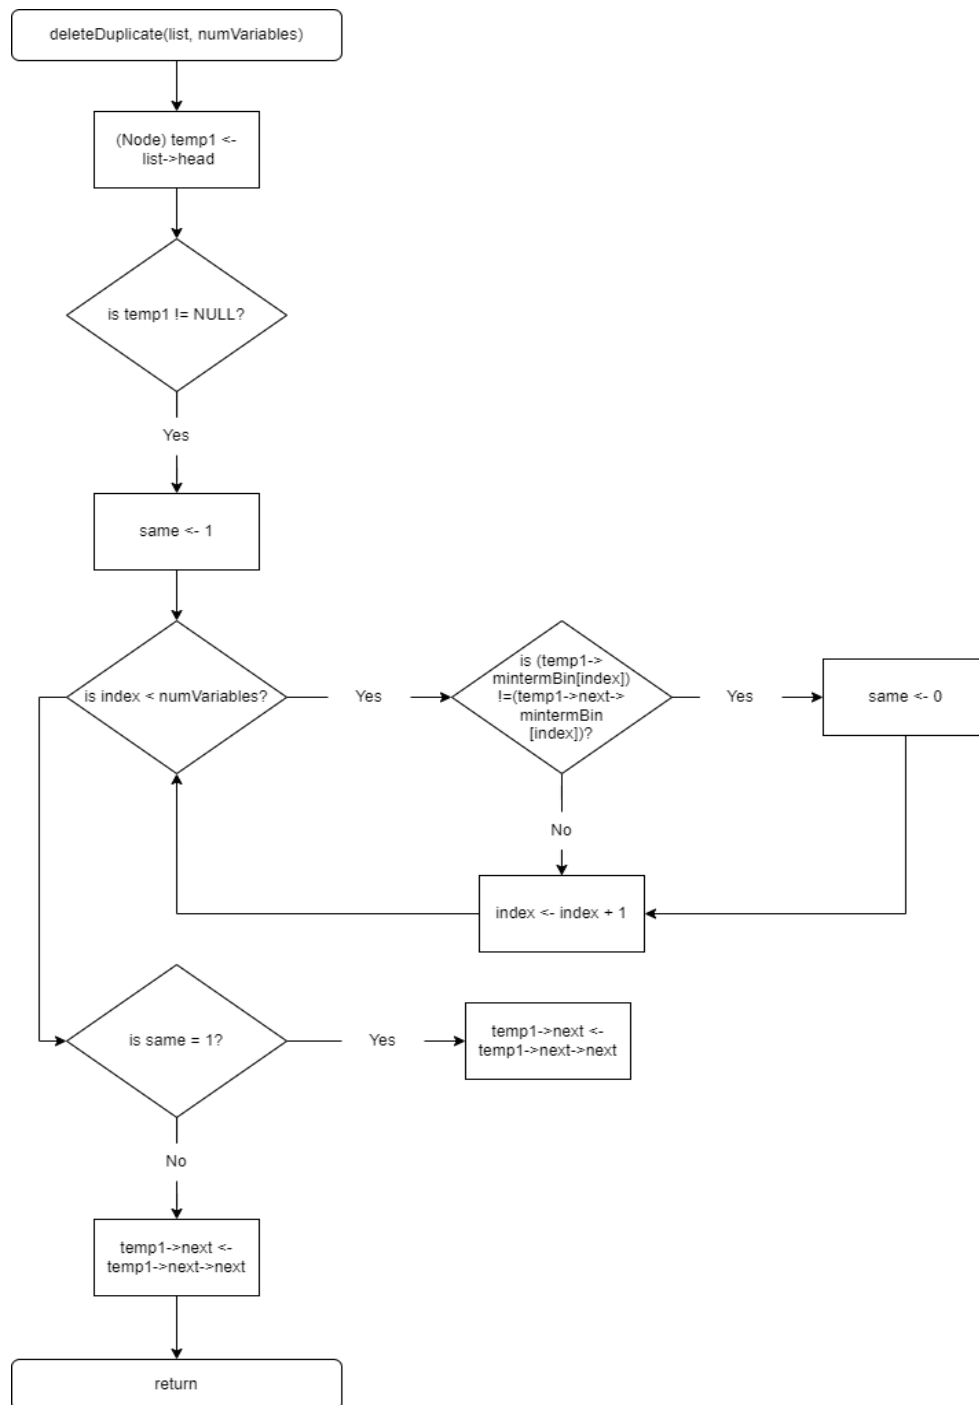 deleteDuplicate(list, numVariables)
(Node) temp1 <-
list->head
is temp1 != NULL?
Yes
same <- 1
is index < numVariables?
Yes
is (temp1->
mintermBin[index])
!=(temp1->next->
mintermBin
[index])?
Yes
same <- 0
No
index <- index + 1
is same = 1?
Yes
temp1->next <-
temp1->next->next
No
temp1->next <-
temp1->next->next
return